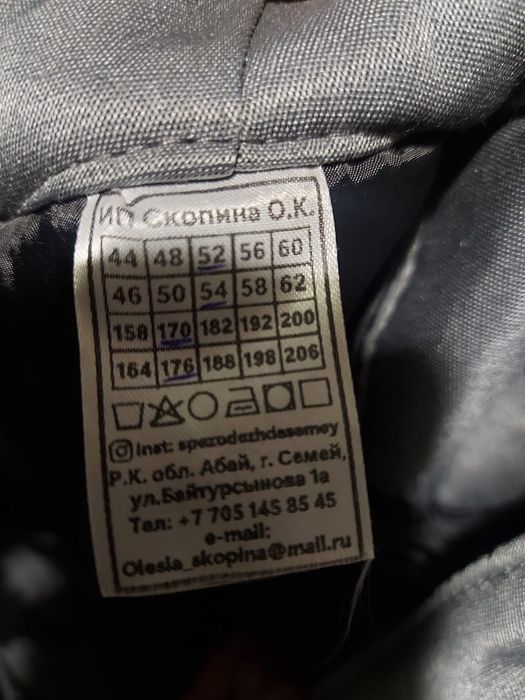 ИП Скопина О.К.
44 48 52 56 60
46 50 54 58 62
158 170 182 192 200
164 176 188 198 206
Inst: spezodezhdasemey
Р.К. обл. Абай, г. Семей,
ул.Байтурсынова 1а
Тел: +7 705 145 85 45
e-mail:
Olesia_skopina@mail.ru